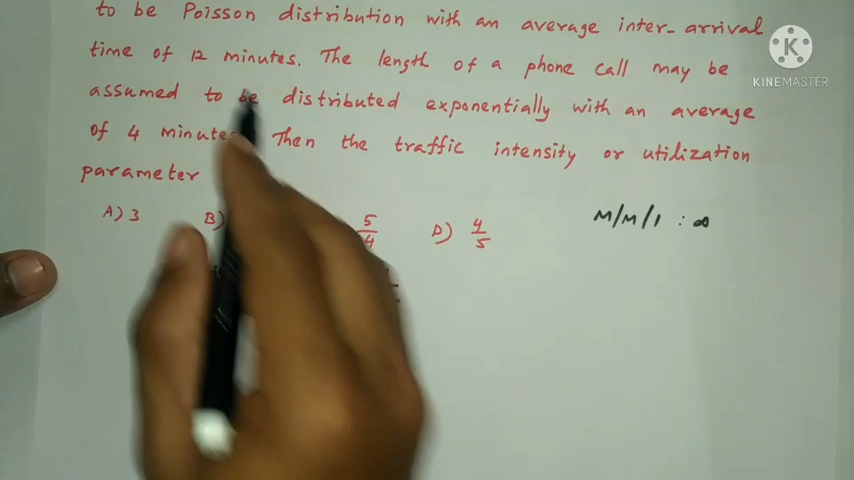 to be Poisson distribution with an average inter-arrival
time of 12 minutes. The length of a phone call may be
KINEMASTER
assumed to be distributed exponentially with an average
of 4 minutes Then the traffic intensity or utilization
parameter
A) 3 B) 5/4 D) 4/5 M/M/1 : ∞